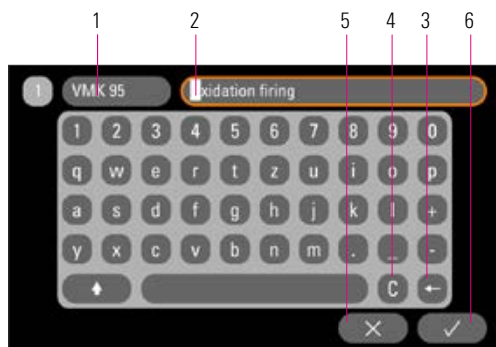 1 2 5 4 3 6
1 VMK 95 xidation firing
1 2 3 4 5 6 7 8 9 0
q w e r t z u i o p
a s d f g h j k l +
y x c v b n m . _ -
C